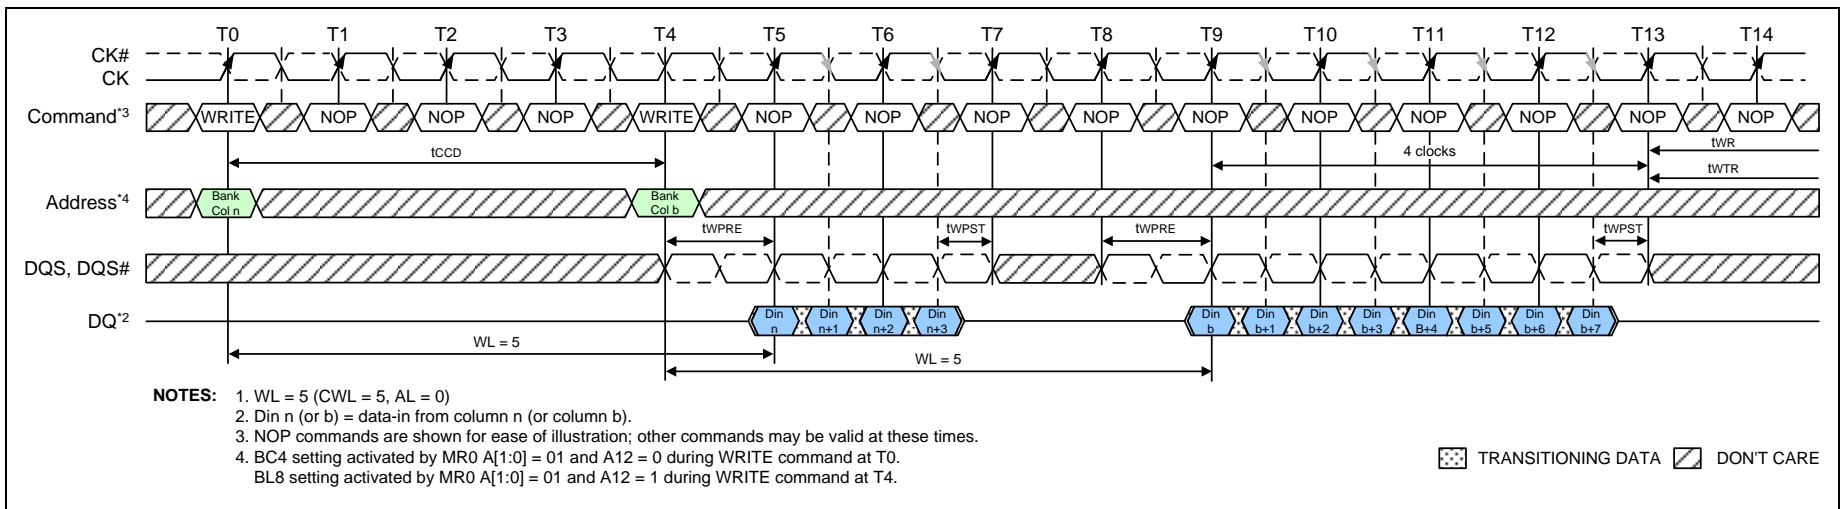 T0 T1 T2 T3 T4 T5 T6 T7 T8 T9 T10 T11 T12 T13 T14
CK#
CK
Command*3 WRITE NOP NOP NOP WRITE NOP NOP NOP NOP NOP NOP NOP NOP NOP NOP
tCCD 4 clocks tWR
tWTR
Address*4 Bank Col n Bank Col b
tWPRE tWPST tWPRE tWPST
DQS, DQS#
DQ*2 Din n Din n+1 Din n+2 Din n+3 Din b Din b+1 Din b+2 Din b+3 Din B+4 Din b+5 Din b+6 Din b+7
WL = 5
WL = 5
NOTES: 1. WL = 5 (CWL = 5, AL = 0)
2. Din n (or b) = data-in from column n (or column b).
3. NOP commands are shown for ease of illustration; other commands may be valid at these times.
4. BC4 setting activated by MR0 A[1:0] = 01 and A12 = 0 during WRITE command at T0.
BL8 setting activated by MR0 A[1:0] = 01 and A12 = 1 during WRITE command at T4.
TRANSITIONING DATA DON'T CARE